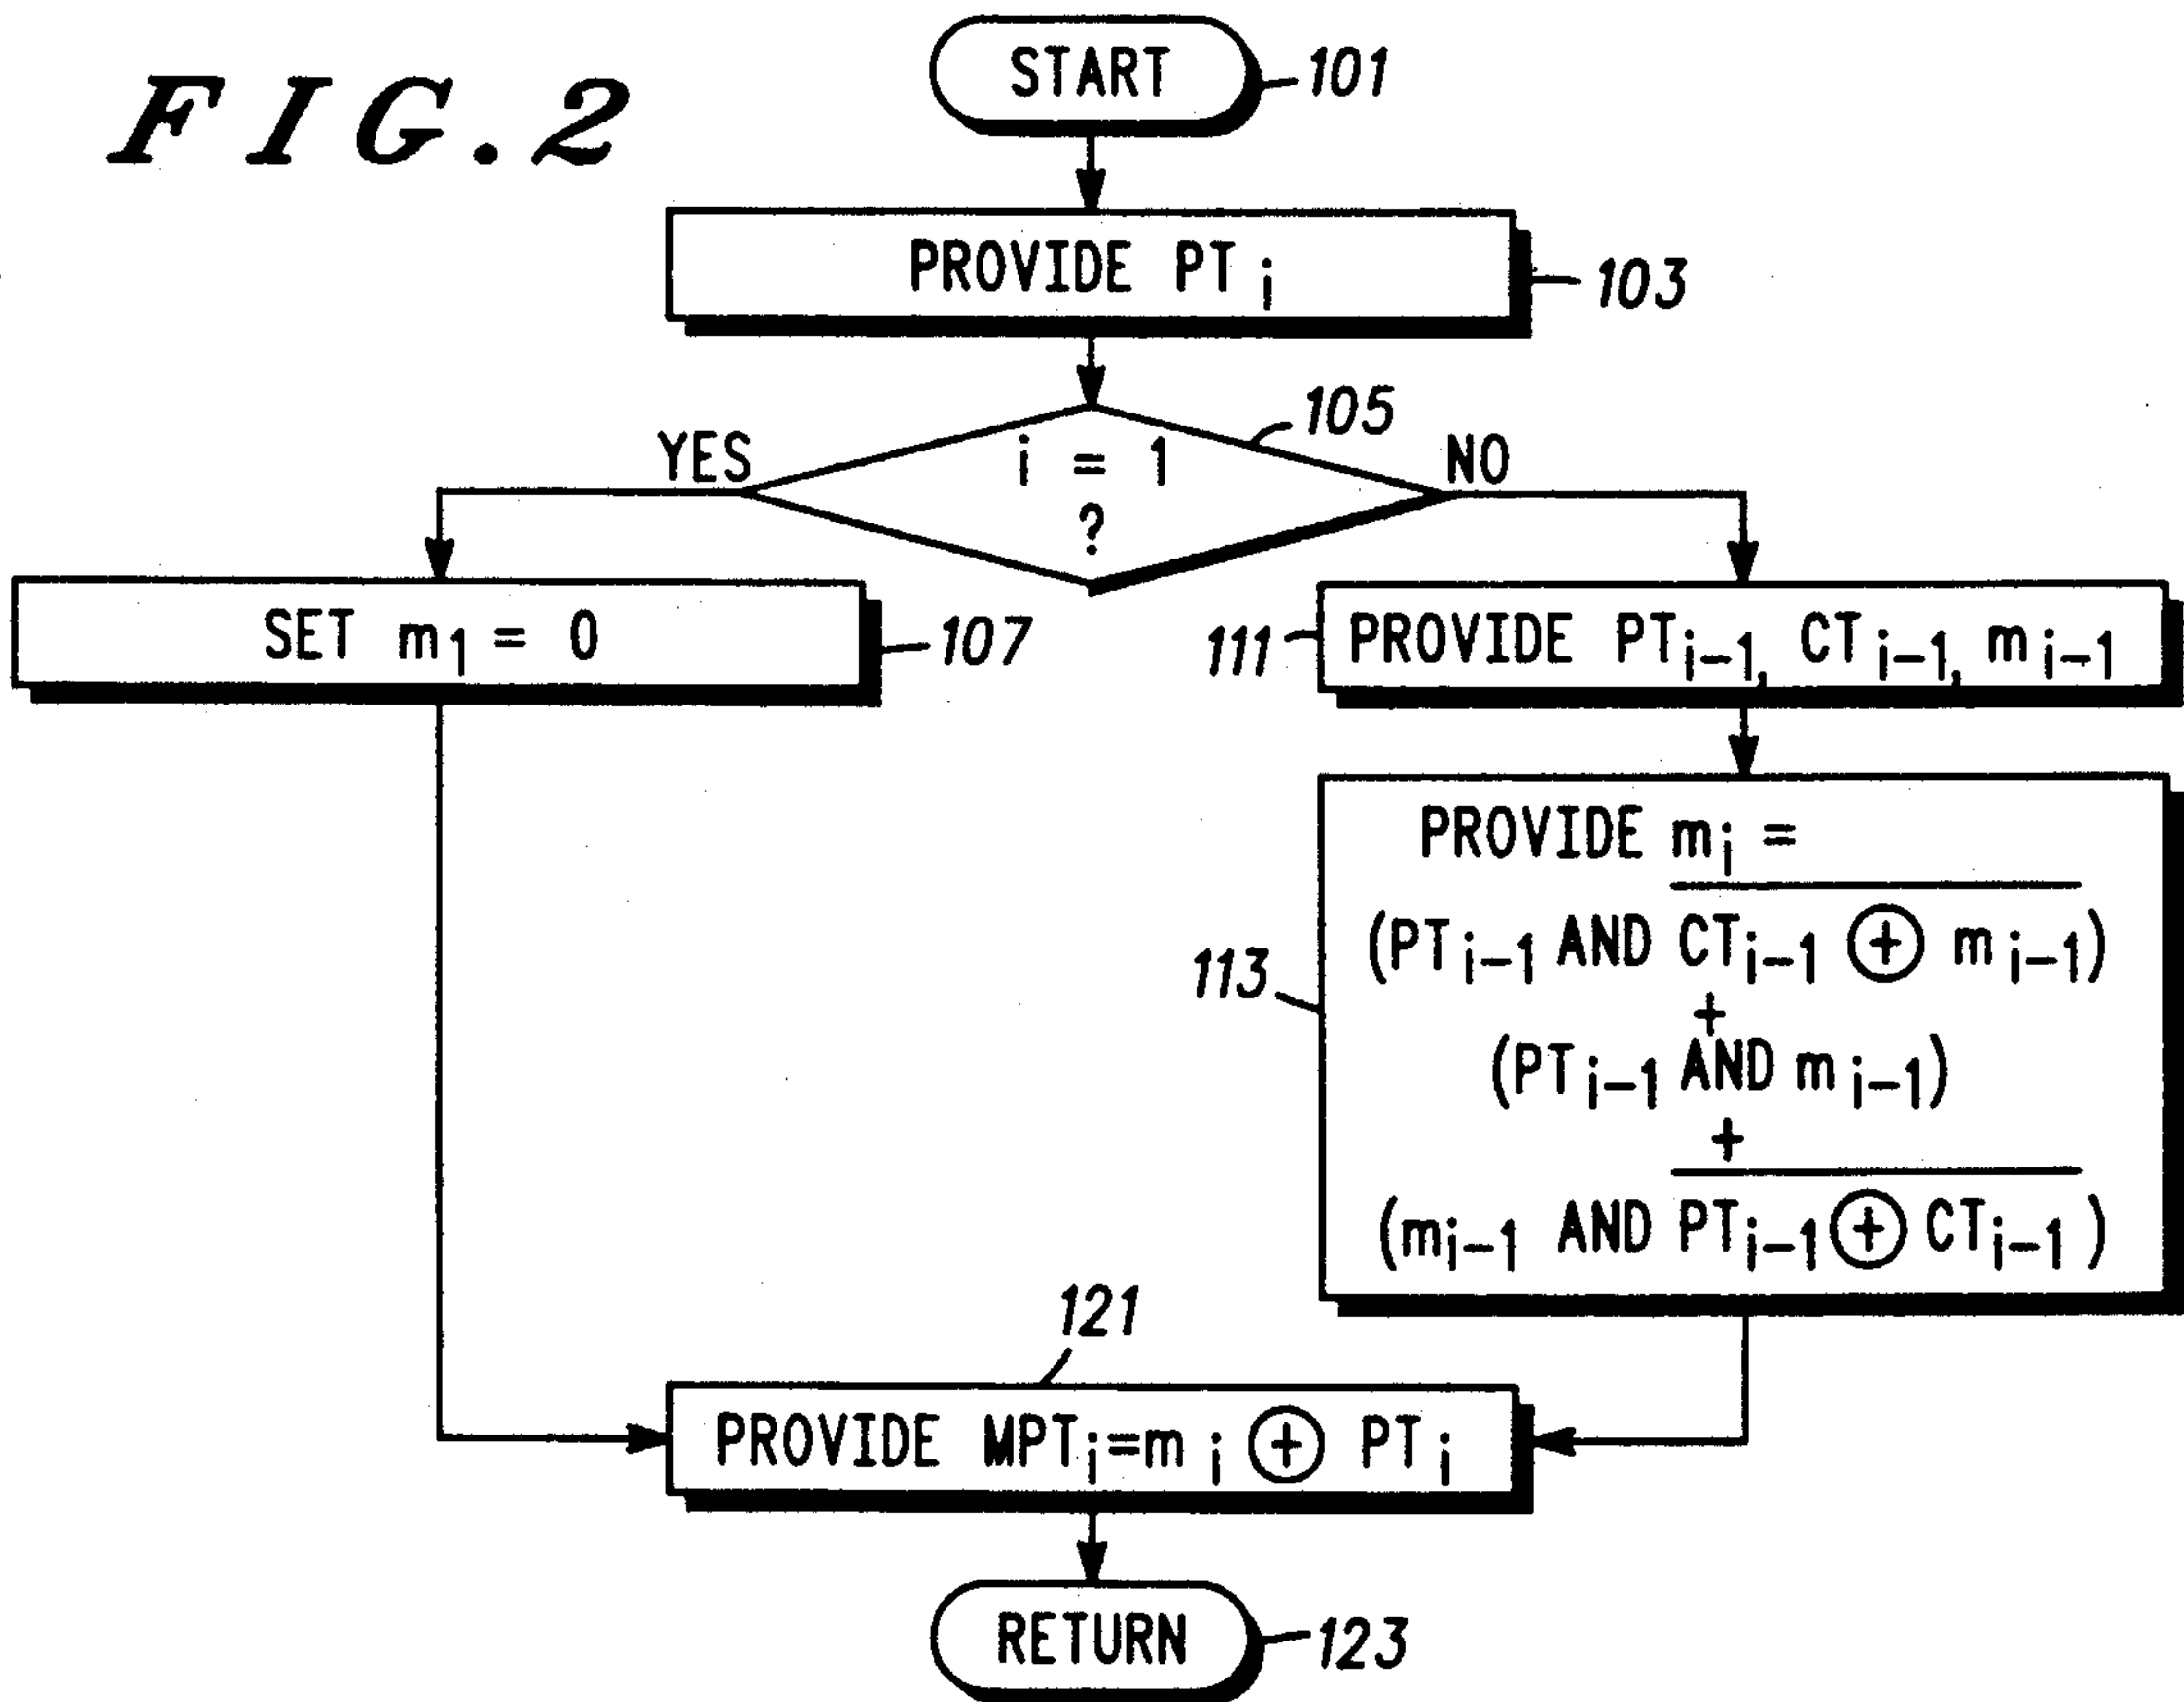 FIG.2
START
101
PROVIDE PTi
103
105
YES
i = 1
?
NO
SET m1 = 0
107
111
PROVIDE PTi-1, CTi-1, mi-1
PROVIDE mi =
(PTi-1 AND CTi-1 ⊕ mi-1)
+
113
(PTi-1 AND mi-1)
+
(mi-1 AND PTi-1 ⊕ CTi-1)
121
PROVIDE MPTi=mi ⊕ PTi
RETURN
123